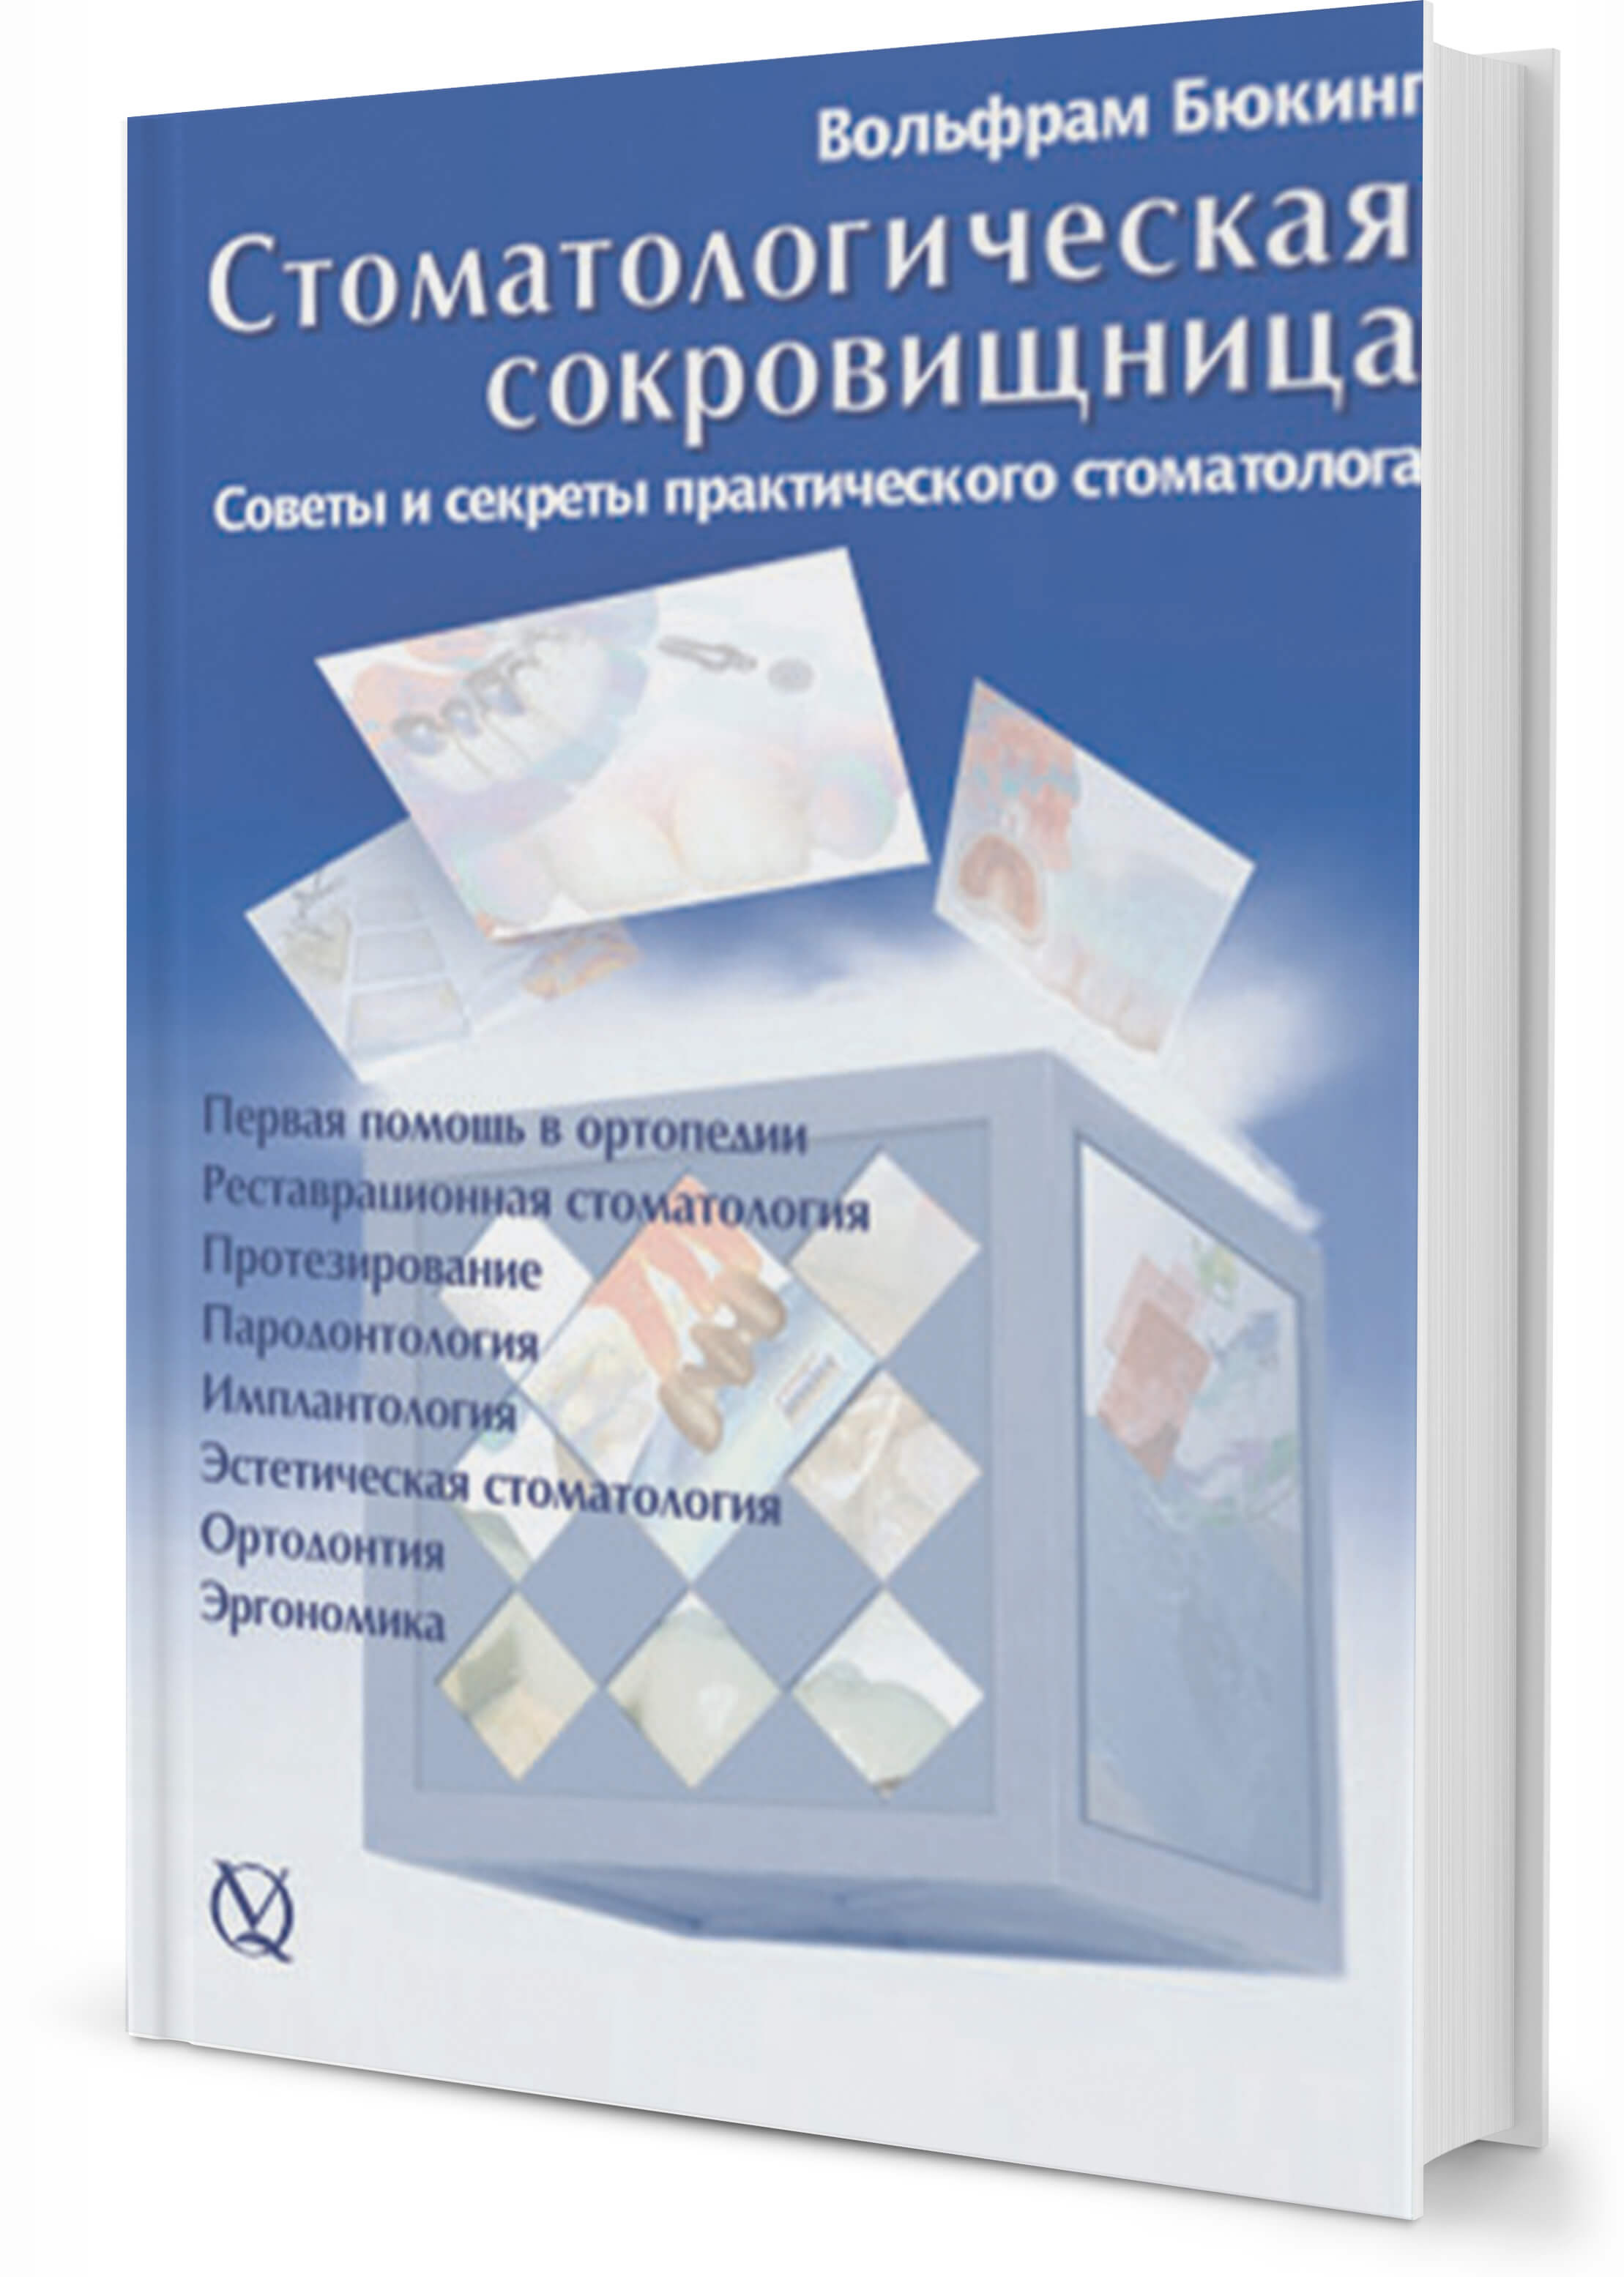 Вольфрам Бюкинг
Стоматологическая
сокровищница
Советы и секреты практического стоматолога
Первая помощь в ортопедии
Реставрационная стоматология
Протезирование
Пародонтология
Имплантология
Эстетическая стоматология
Ортодонтия
Эргономика